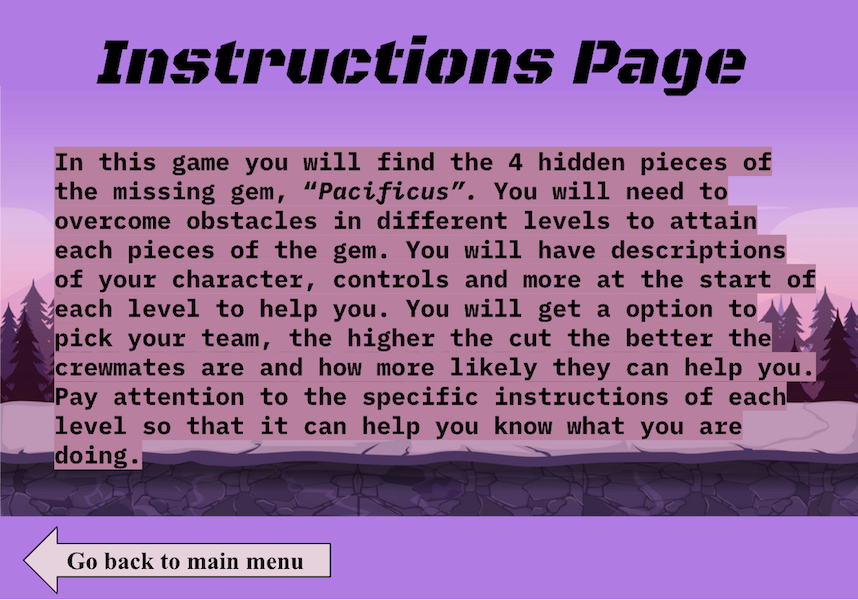 Instructions Page
In this game you will find the 4 hidden pieces of
the missing gem, “Pacificus”. You will need to
overcome obstacles in different levels to attain
each pieces of the gem. You will have descriptions
of your character, controls and more at the start of
each level to help you. You will get a option to
pick your team, the higher the cut the better the
crewmates are and how more likely they can help you.
Pay attention to the specific instructions of each
level so that it can help you know what you are
doing.
Go back to main menu